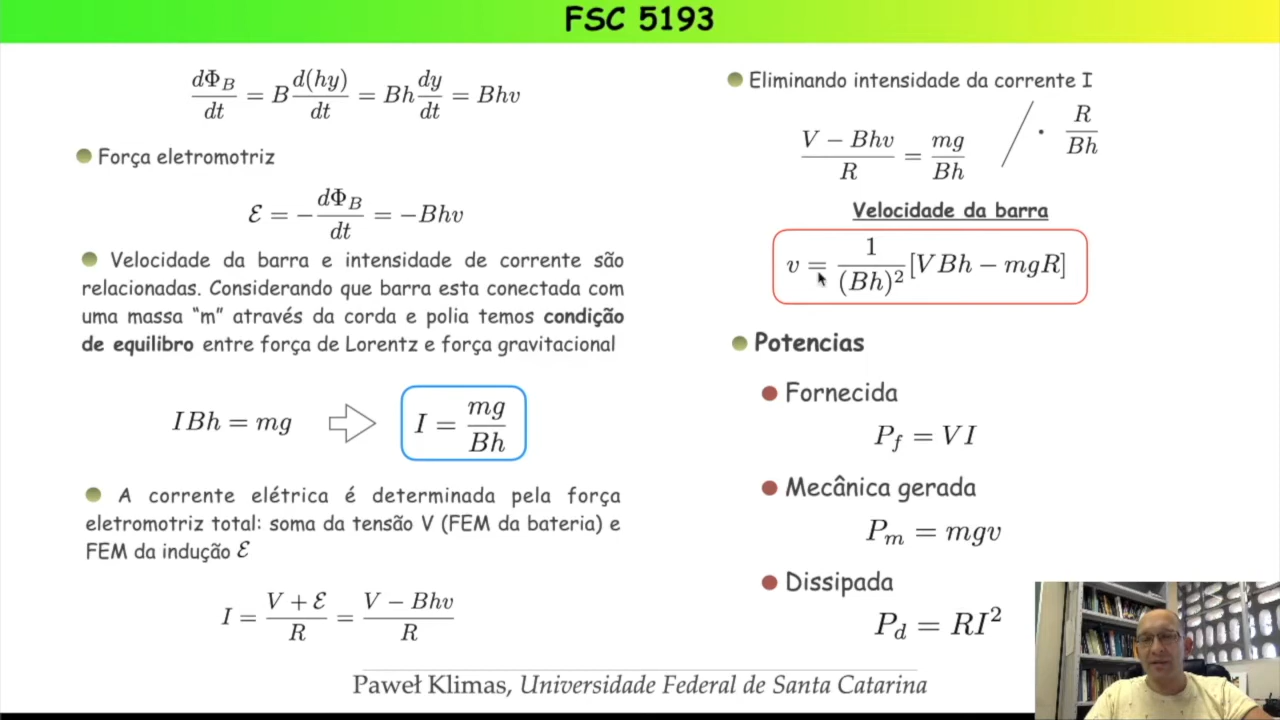 FSC 5193
dΦ_B/dt = B d(hy)/dt = Bh dy/dt = Bhv
Força eletromotriz
ℰ = − dΦ_B/dt = −Bhv
Velocidade da barra e intensidade de corrente são
relacionadas. Considerando que barra esta conectada com
uma massa “m” através da corda e polia temos condição
de equilibro entre força de Lorentz e força gravitacional
IBh = mg
I = mg/Bh
A corrente elétrica é determinada pela força
eletromotriz total: soma da tensão V (FEM da bateria) e
FEM da indução ℰ
I = (V + ℰ)/R = (V − Bhv)/R
Eliminando intensidade da corrente I
(V − Bhv)/R = mg/Bh / · R/Bh
Velocidade da barra
v = 1/(Bh)² [VBh − mgR]
Potencias
Fornecida
P_f = VI
Mecânica gerada
P_m = mgv
Dissipada
P_d = RI²
Paweł Klimas, Universidade Federal de Santa Catarina